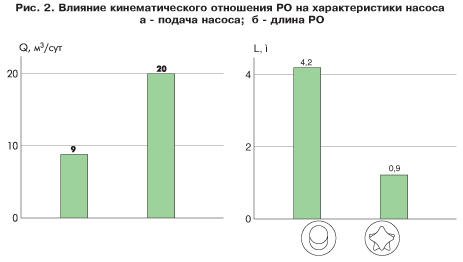 Рис. 2. Влияние кинематического отношения РО на характеристики насоса
а - подача насоса; б - длина РО
Q, м³/сут
20
10
0
9
20
L, ì
4
2
0
4,2
0,9